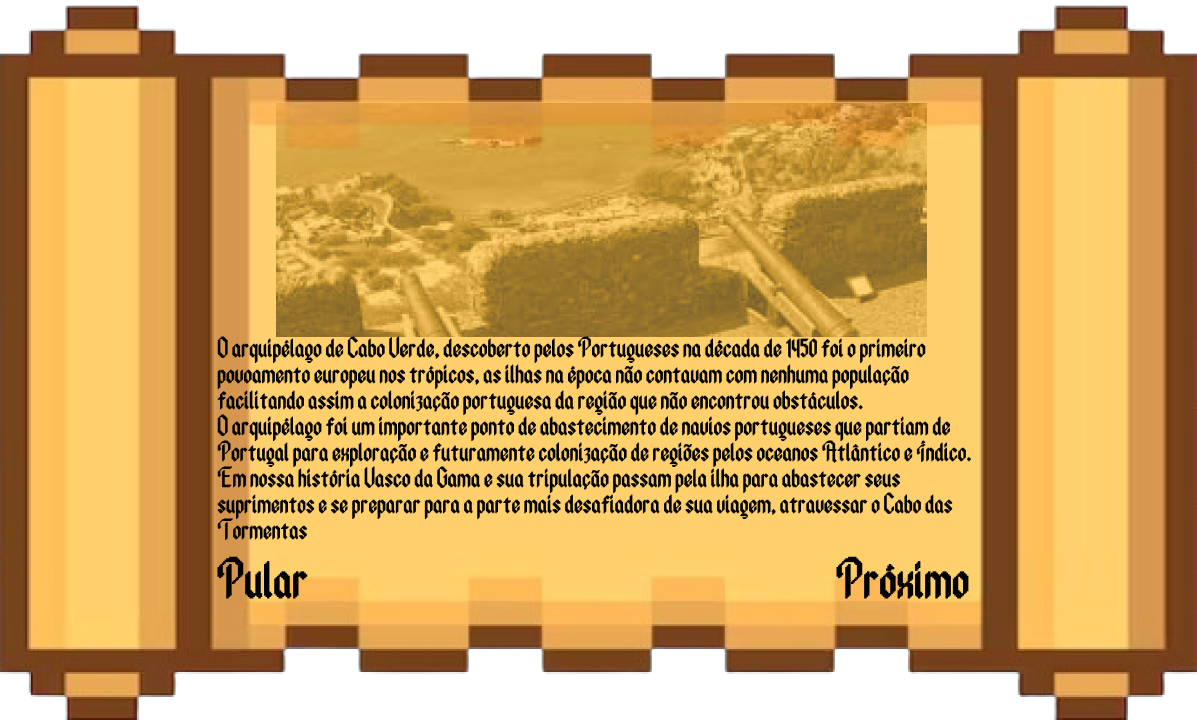 O arquipélago de Cabo Verde, descoberto pelos Portugueses na década de 1450 foi o primeiro
povoamento europeu nos trópicos, as ilhas na época não contavam com nenhuma população
facilitando assim a colonização portuguesa da região que não encontrou obstáculos.
O arquipélago foi um importante ponto de abastecimento de navios portugueses que partiam de
Portugal para exploração e futuramente colonização de regiões pelos oceanos Atlântico e Índico.
Em nossa história Vasco da Gama e sua tripulação passam pela ilha para abastecer seus
suprimentos e se preparar para a parte mais desafiadora de sua viagem, atravessar o Cabo das
Tormentas
Pular Próximo